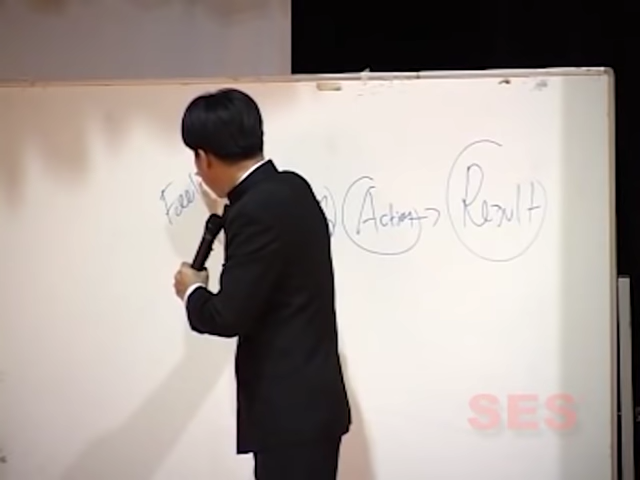 Feel
Action → Result
SES